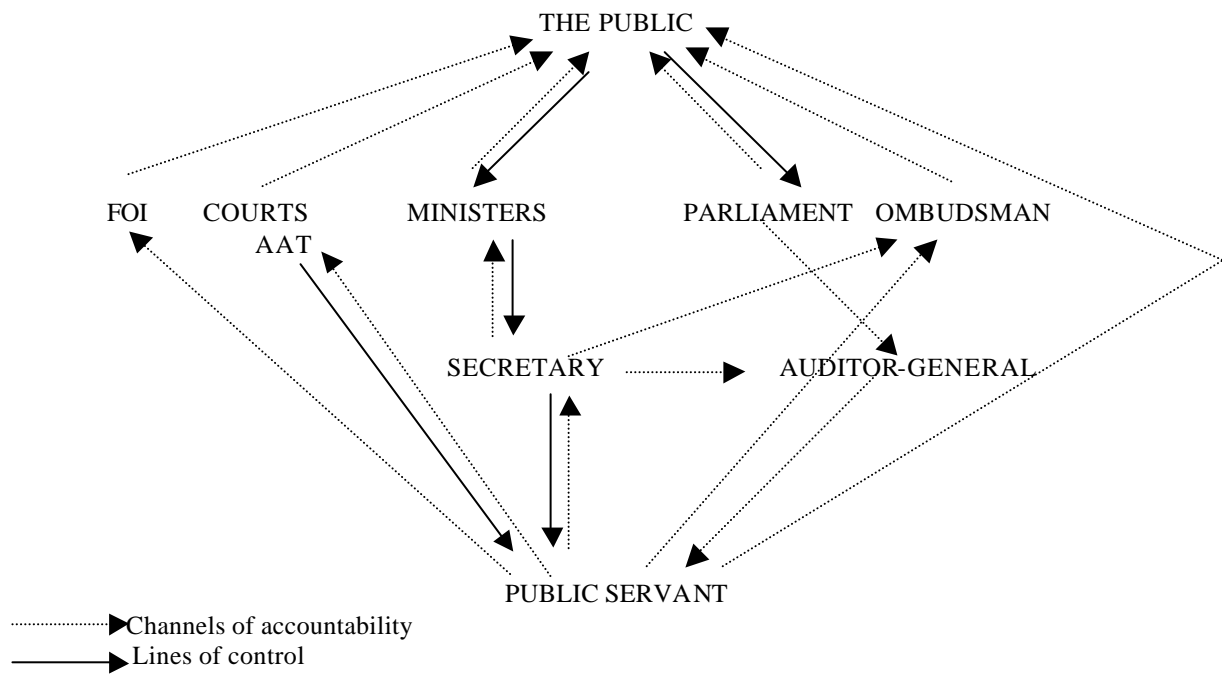 THE PUBLIC
FOI COURTS MINISTERS PARLIAMENT OMBUDSMAN
AAT
SECRETARY AUDITOR-GENERAL
PUBLIC SERVANT
Channels of accountability
Lines of control